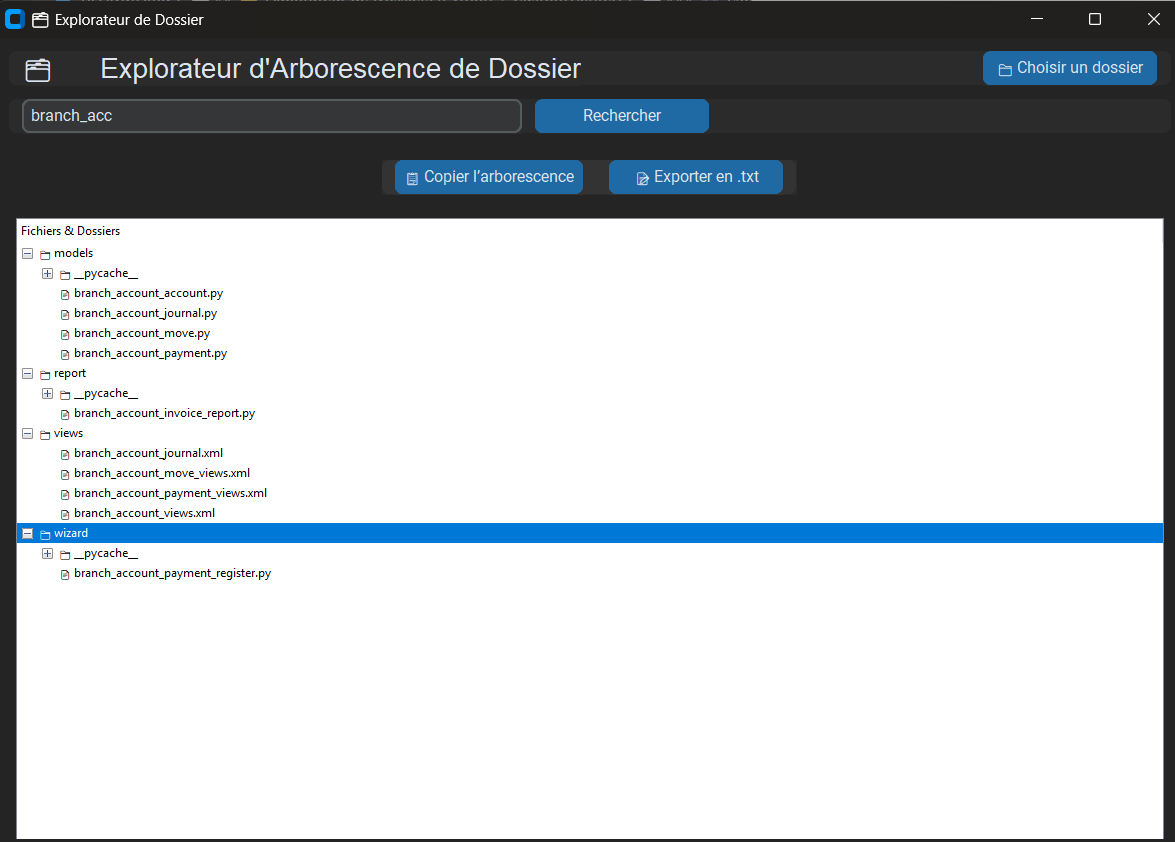 Explorateur de Dossier
Explorateur d'Arborescence de Dossier
Choisir un dossier
branch_acc
Rechercher
Copier l’arborescence
Exporter en .txt
Fichiers & Dossiers
models
__pycache__
branch_account_account.py
branch_account_journal.py
branch_account_move.py
branch_account_payment.py
report
__pycache__
branch_account_invoice_report.py
views
branch_account_journal.xml
branch_account_move_views.xml
branch_account_payment_views.xml
branch_account_views.xml
wizard
__pycache__
branch_account_payment_register.py